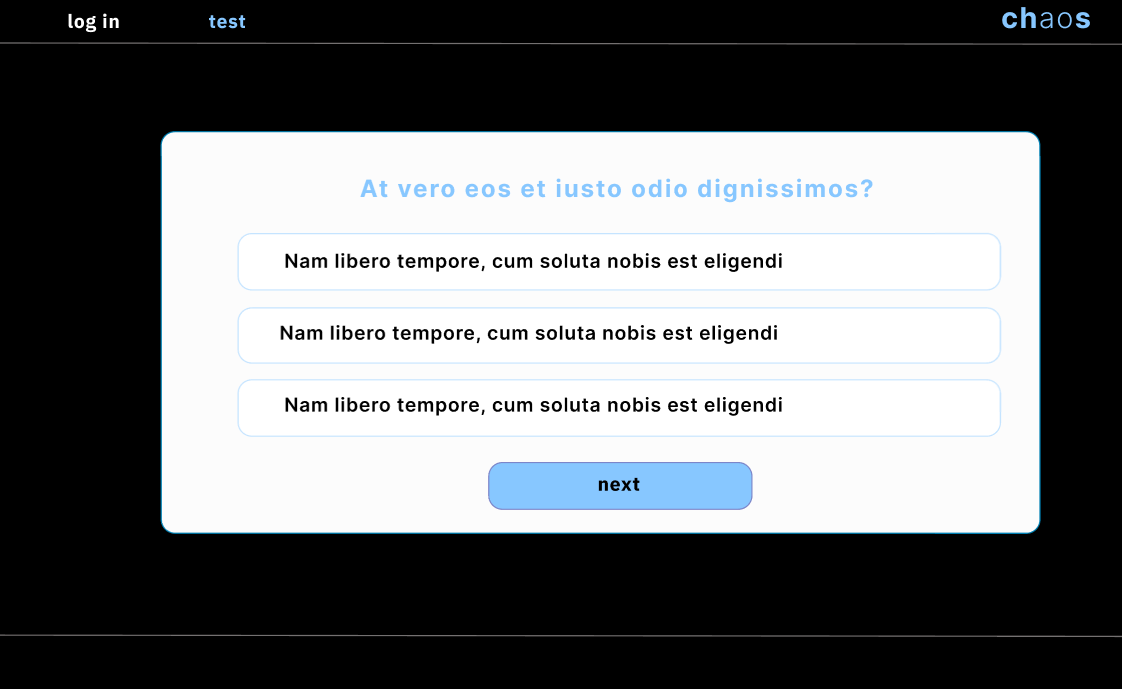 log in
test
chaos
At vero eos et iusto odio dignissimos?
Nam libero tempore, cum soluta nobis est eligendi
Nam libero tempore, cum soluta nobis est eligendi
Nam libero tempore, cum soluta nobis est eligendi
next